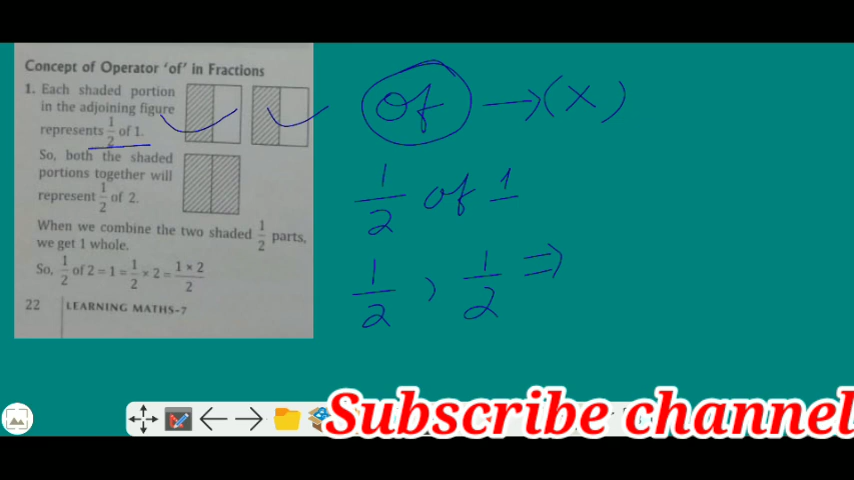 Concept of Operator 'of' in Fractions
1. Each shaded portion
in the adjoining figure
represents 1/2 of 1.
So, both the shaded
portions together will
represent 1/2 of 2.
When we combine the two shaded 1/2 parts,
we get 1 whole.
So, 1/2 of 2 = 1 = 1/2 × 2 = 1 × 2/2
22 LEARNING MATHS-7
of → (×)
1/2 of 1
1/2 , 1/2 ⇒
Subscribe channel